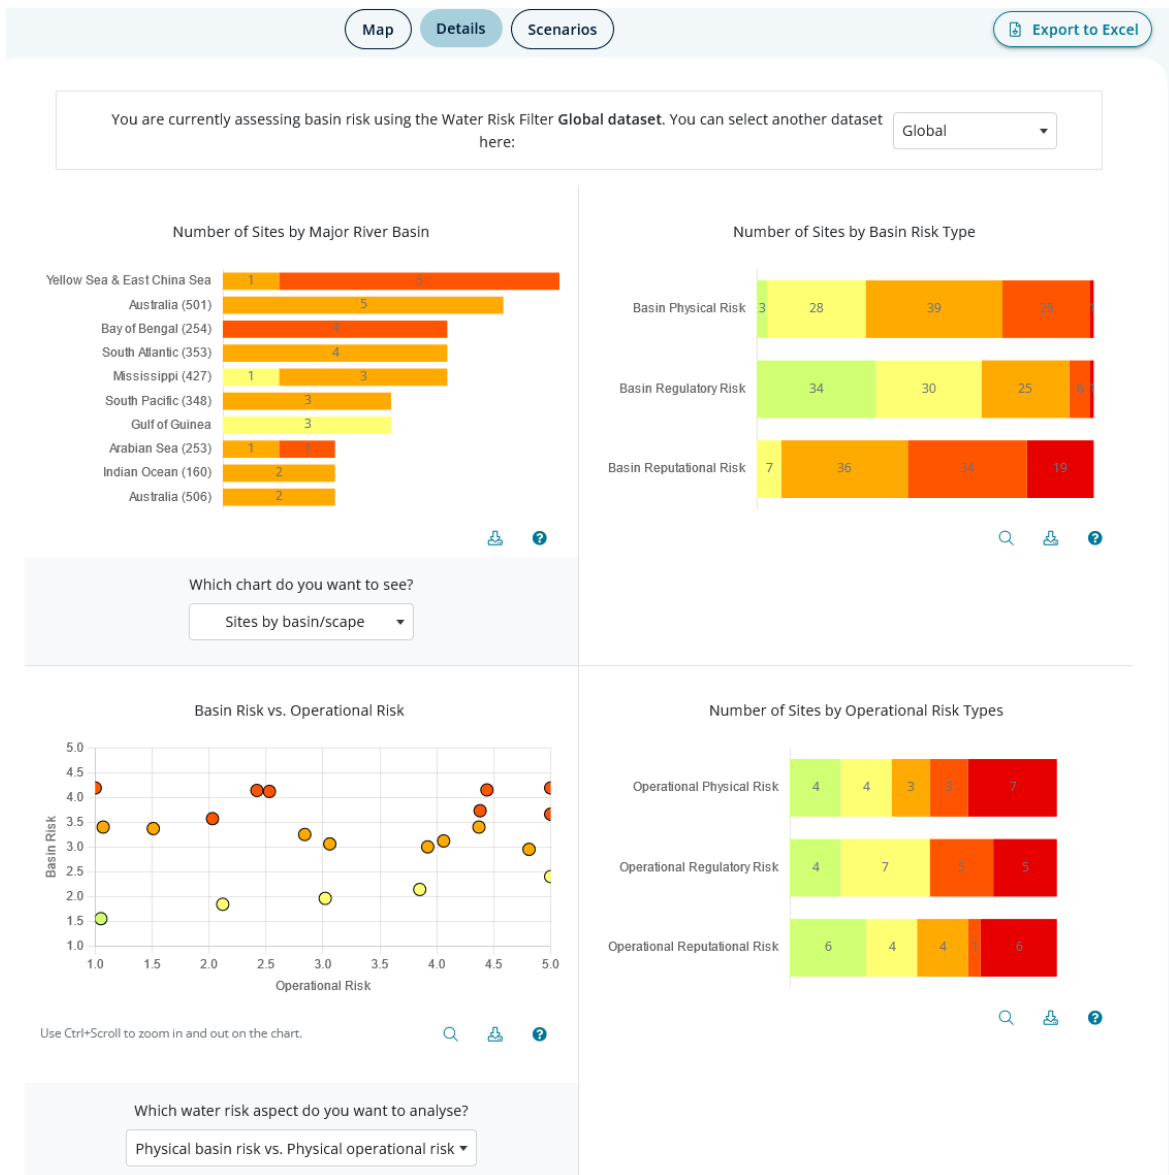 Map
Details
Scenarios
Export to Excel
You are currently assessing basin risk using the Water Risk Filter Global dataset. You can select another dataset
here:
Global
Number of Sites by Major River Basin
Yellow Sea & East China Sea
1
5
Australia (501)
5
Bay of Bengal (254)
4
South Atlantic (353)
4
Mississippi (427)
1
3
South Pacific (348)
3
Gulf of Guinea
3
Arabian Sea (253)
1
1
Indian Ocean (160)
2
Australia (506)
2
Which chart do you want to see?
Sites by basin/scape
Number of Sites by Basin Risk Type
Basin Physical Risk
3
28
39
25
1
Basin Regulatory Risk
34
30
25
6
1
Basin Reputational Risk
7
36
34
19
Basin Risk vs. Operational Risk
5.0
4.5
4.0
3.5
3.0
2.5
2.0
1.5
1.0
Basin Risk
1.0 1.5 2.0 2.5 3.0 3.5 4.0 4.5 5.0
Operational Risk
Use Ctrl+Scroll to zoom in and out on the chart.
Which water risk aspect do you want to analyse?
Physical basin risk vs. Physical operational risk
Number of Sites by Operational Risk Types
Operational Physical Risk
4
4
3
3
7
Operational Regulatory Risk
4
7
5
5
Operational Reputational Risk
6
4
4
1
6